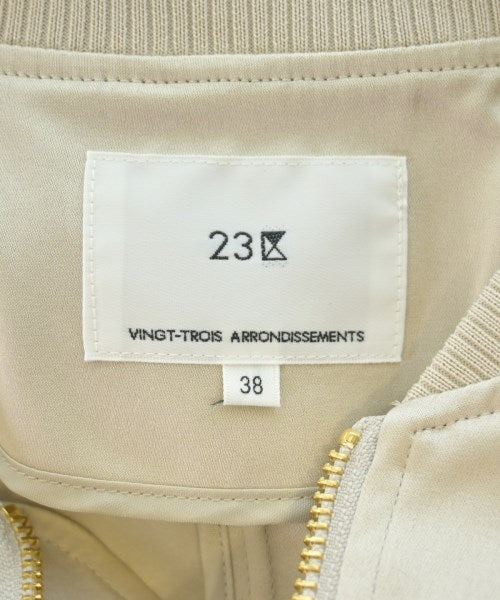 23区
VINGT-TROIS ARRONDISSEMENTS
38